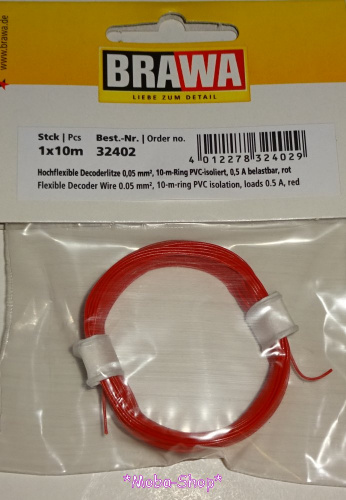 www.brawa.de
BRAWA
LIEBE ZUM DETAIL
Stck | Pcs Best.-Nr. | Order no.
1x10m 32402
4 012278 324029
Hochflexible Decoderlitze 0,05 mm², 10-m-Ring PVC-isoliert, 0,5 A belastbar, rot
Flexible Decoder Wire 0.05 mm², 10-m-ring PVC isolation, loads 0.5 A, red
*Moba-Shop*